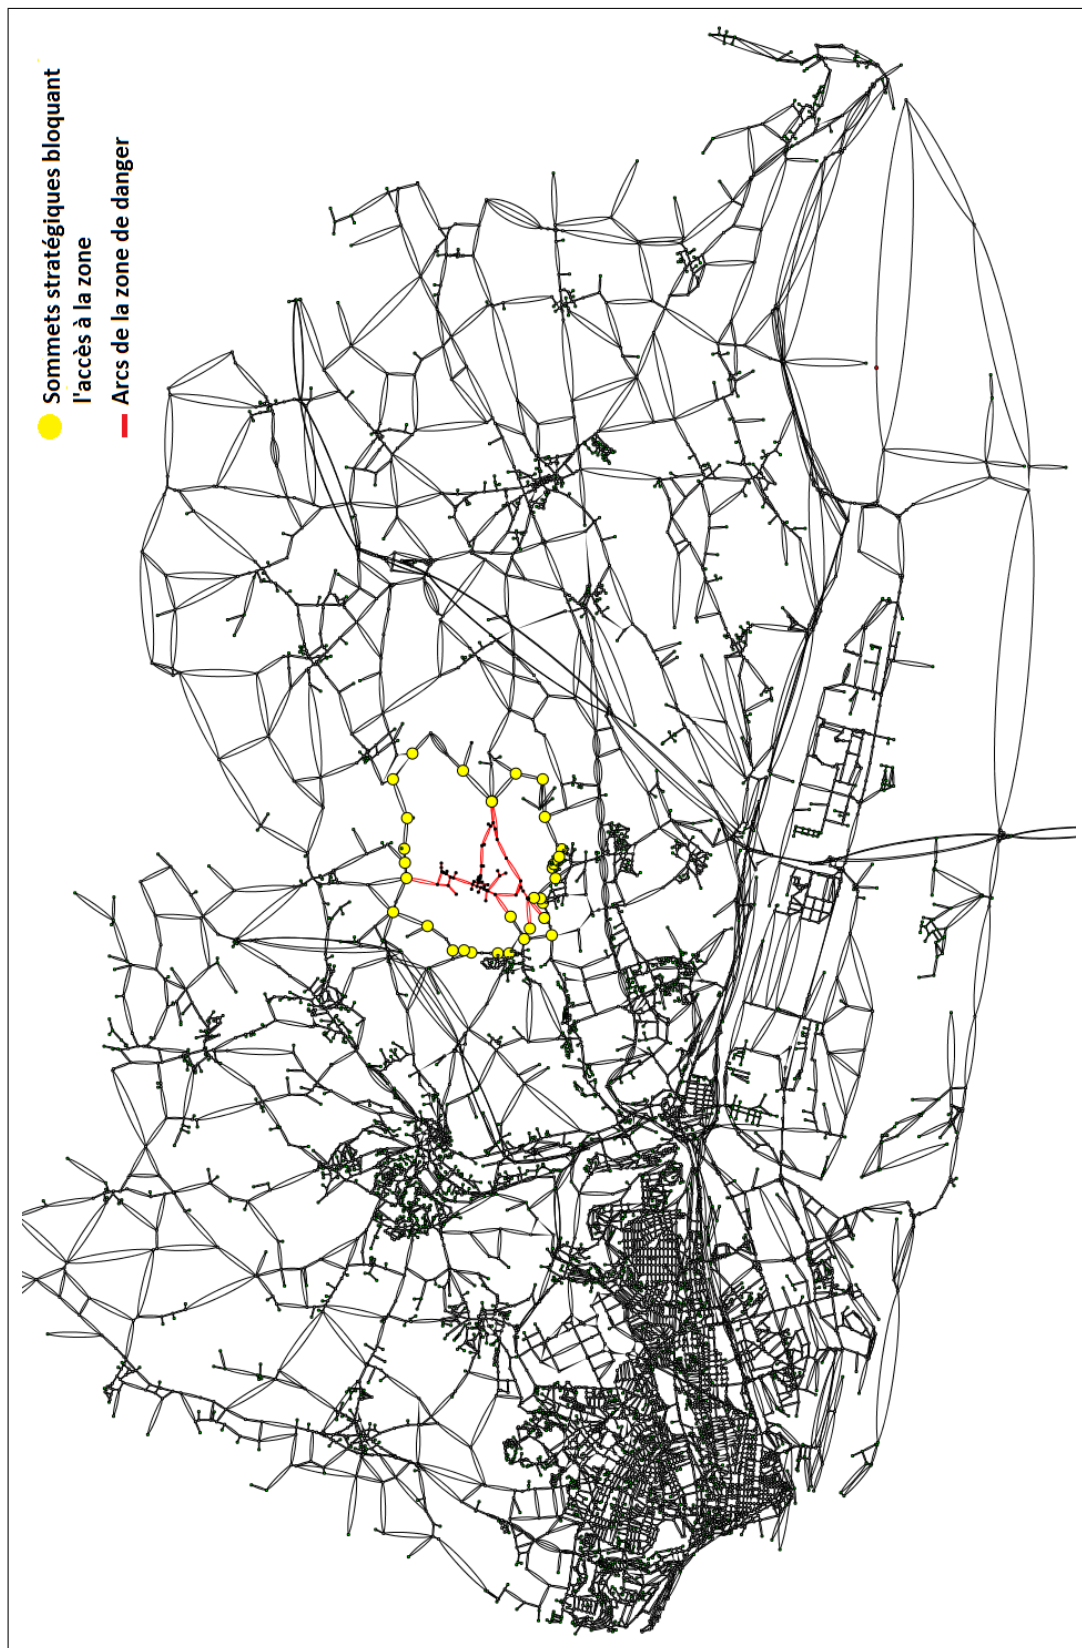 Sommets stratégiques bloquant
l'accès à la zone
Arcs de la zone de danger